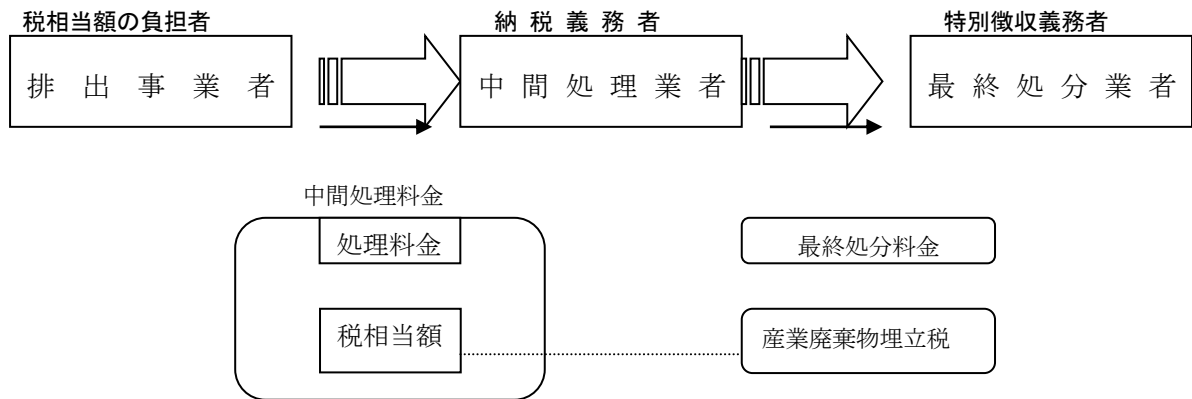 税相当額の負担者 納税義務者 特別徴収義務者
排出事業者 中間処理業者 最終処分業者
中間処理料金
処理料金 最終処分料金
税相当額 産業廃棄物埋立税